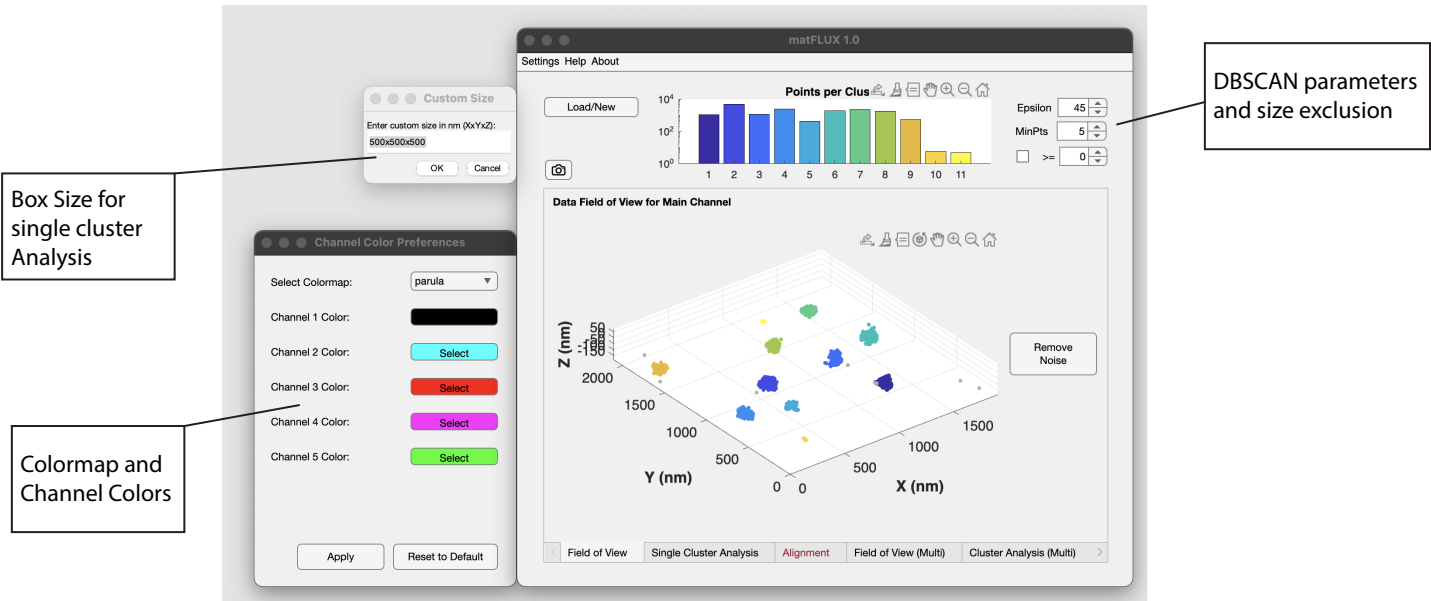 matFLUX 1.0
Settings Help About
Load/New
Points per Clus
10⁴
10²
10⁰
1 2 3 4 5 6 7 8 9 10 11
Epsilon 45
MinPts 5
>= 0
DBSCAN parameters
and size exclusion
Custom Size
Enter custom size in nm (XxYxZ):
500x500x500
OK Cancel
Box Size for
single cluster
Analysis
Channel Color Preferences
Select Colormap: parula
Channel 1 Color:
Channel 2 Color: Select
Channel 3 Color: Select
Channel 4 Color: Select
Channel 5 Color: Select
Apply Reset to Default
Colormap and
Channel Colors
Data Field of View for Main Channel
Z (nm)
50
-150
2000
1500
1000
500
0
Y (nm)
0
500
1000
1500
X (nm)
Remove
Noise
Field of View Single Cluster Analysis Alignment Field of View (Multi) Cluster Analysis (Multi)